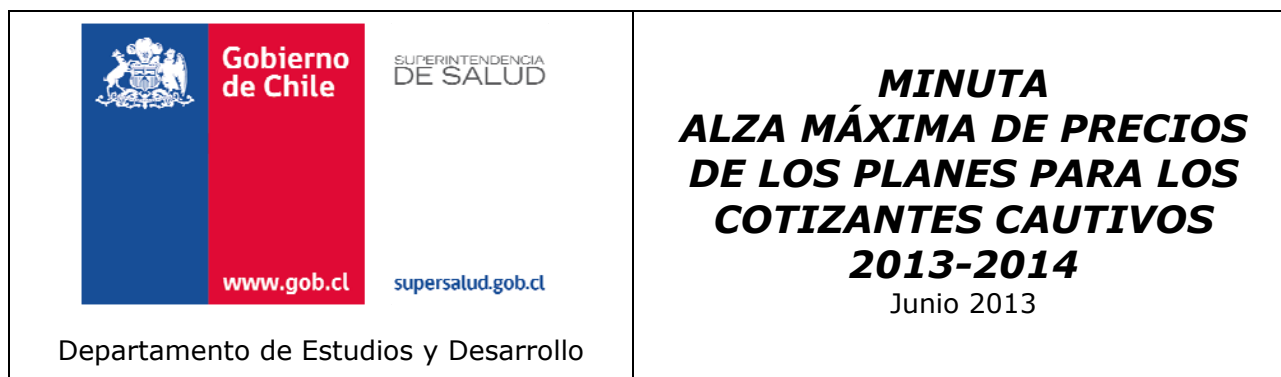 Gobierno
de Chile
SUPERINTENDENCIA
DE SALUD
www.gob.cl
supersalud.gob.cl
Departamento de Estudios y Desarrollo
MINUTA
ALZA MÁXIMA DE PRECIOS
DE LOS PLANES PARA LOS
COTIZANTES CAUTIVOS
2013-2014
Junio 2013